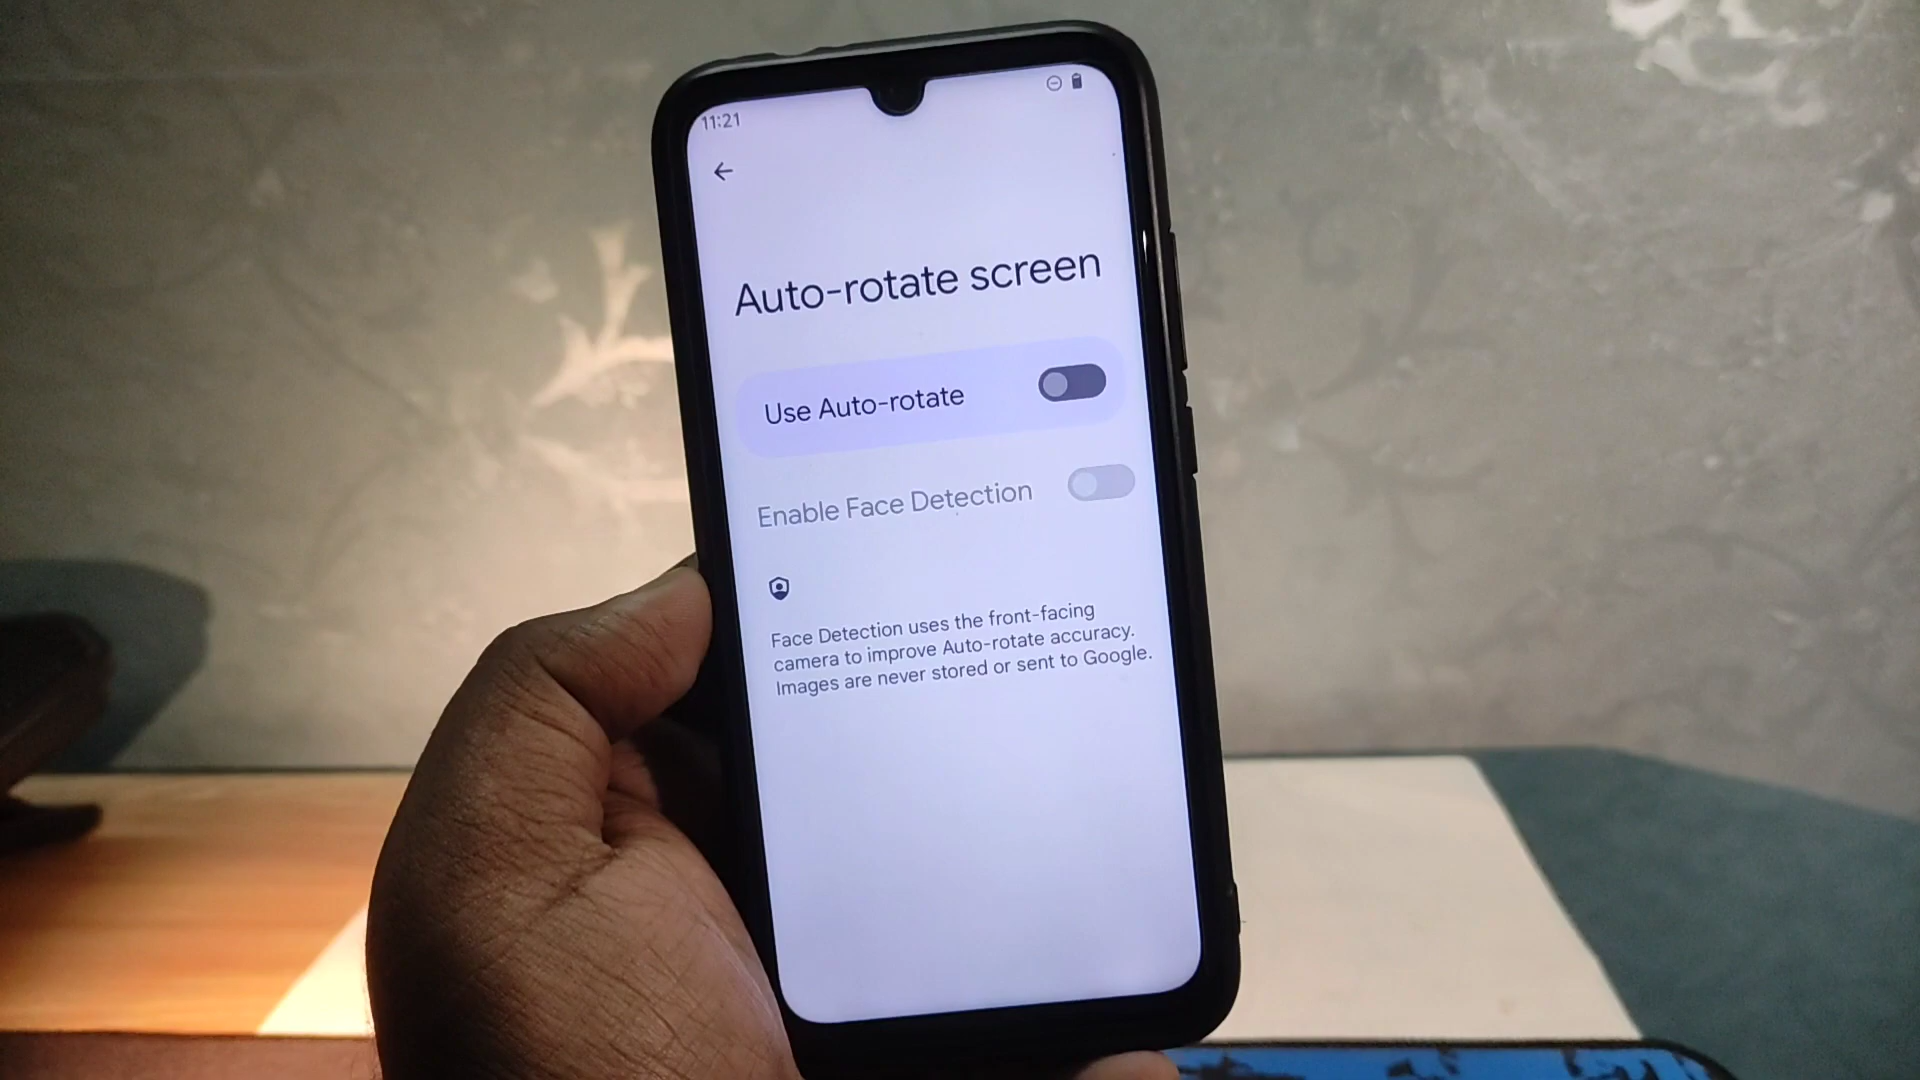 11:21
Auto-rotate screen
Use Auto-rotate
Enable Face Detection
Face Detection uses the front-facing
camera to improve Auto-rotate accuracy.
Images are never stored or sent to Google.